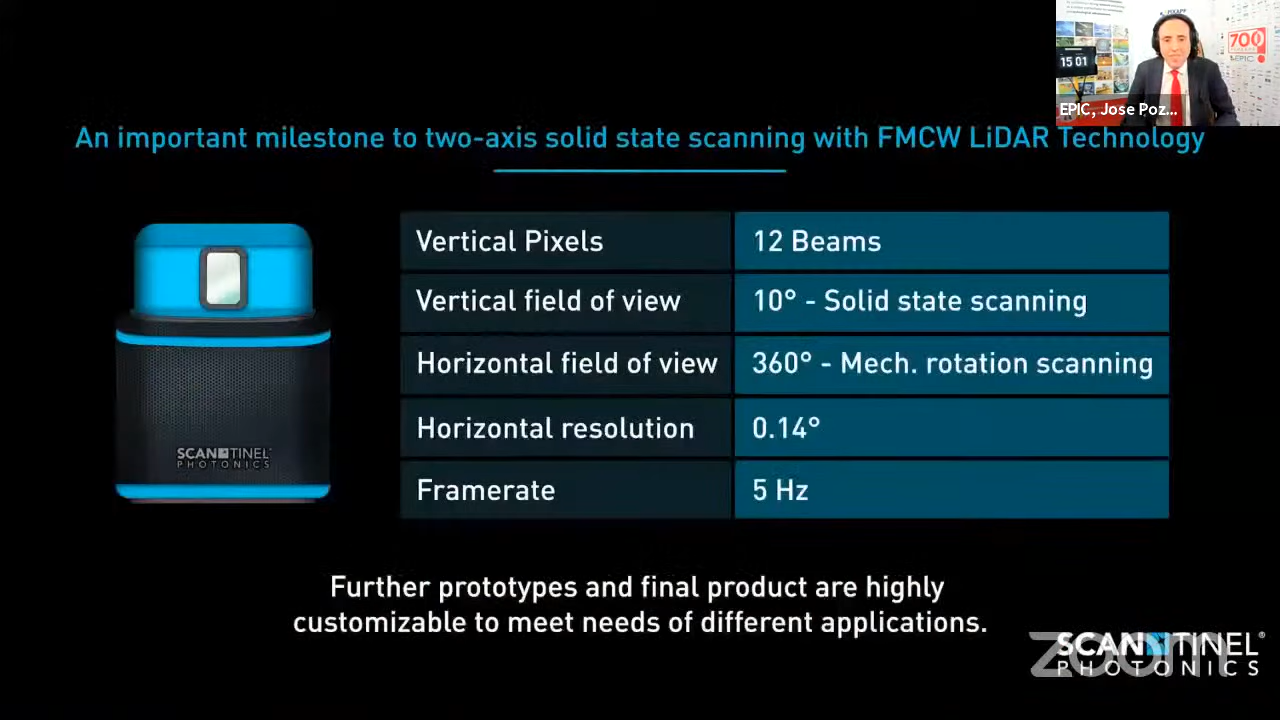 15 01
700
EPIC
EPIC, Jose Poz...
An important milestone to two-axis solid state scanning with FMCW LiDAR Technology
Vertical Pixels 12 Beams
Vertical field of view 10° - Solid state scanning
Horizontal field of view 360° - Mech. rotation scanning
Horizontal resolution 0.14°
Framerate 5 Hz
SCANTINEL
PHOTONICS
Further prototypes and final product are highly
customizable to meet needs of different applications.
SCANTINEL®
PHOTONICS
zoom